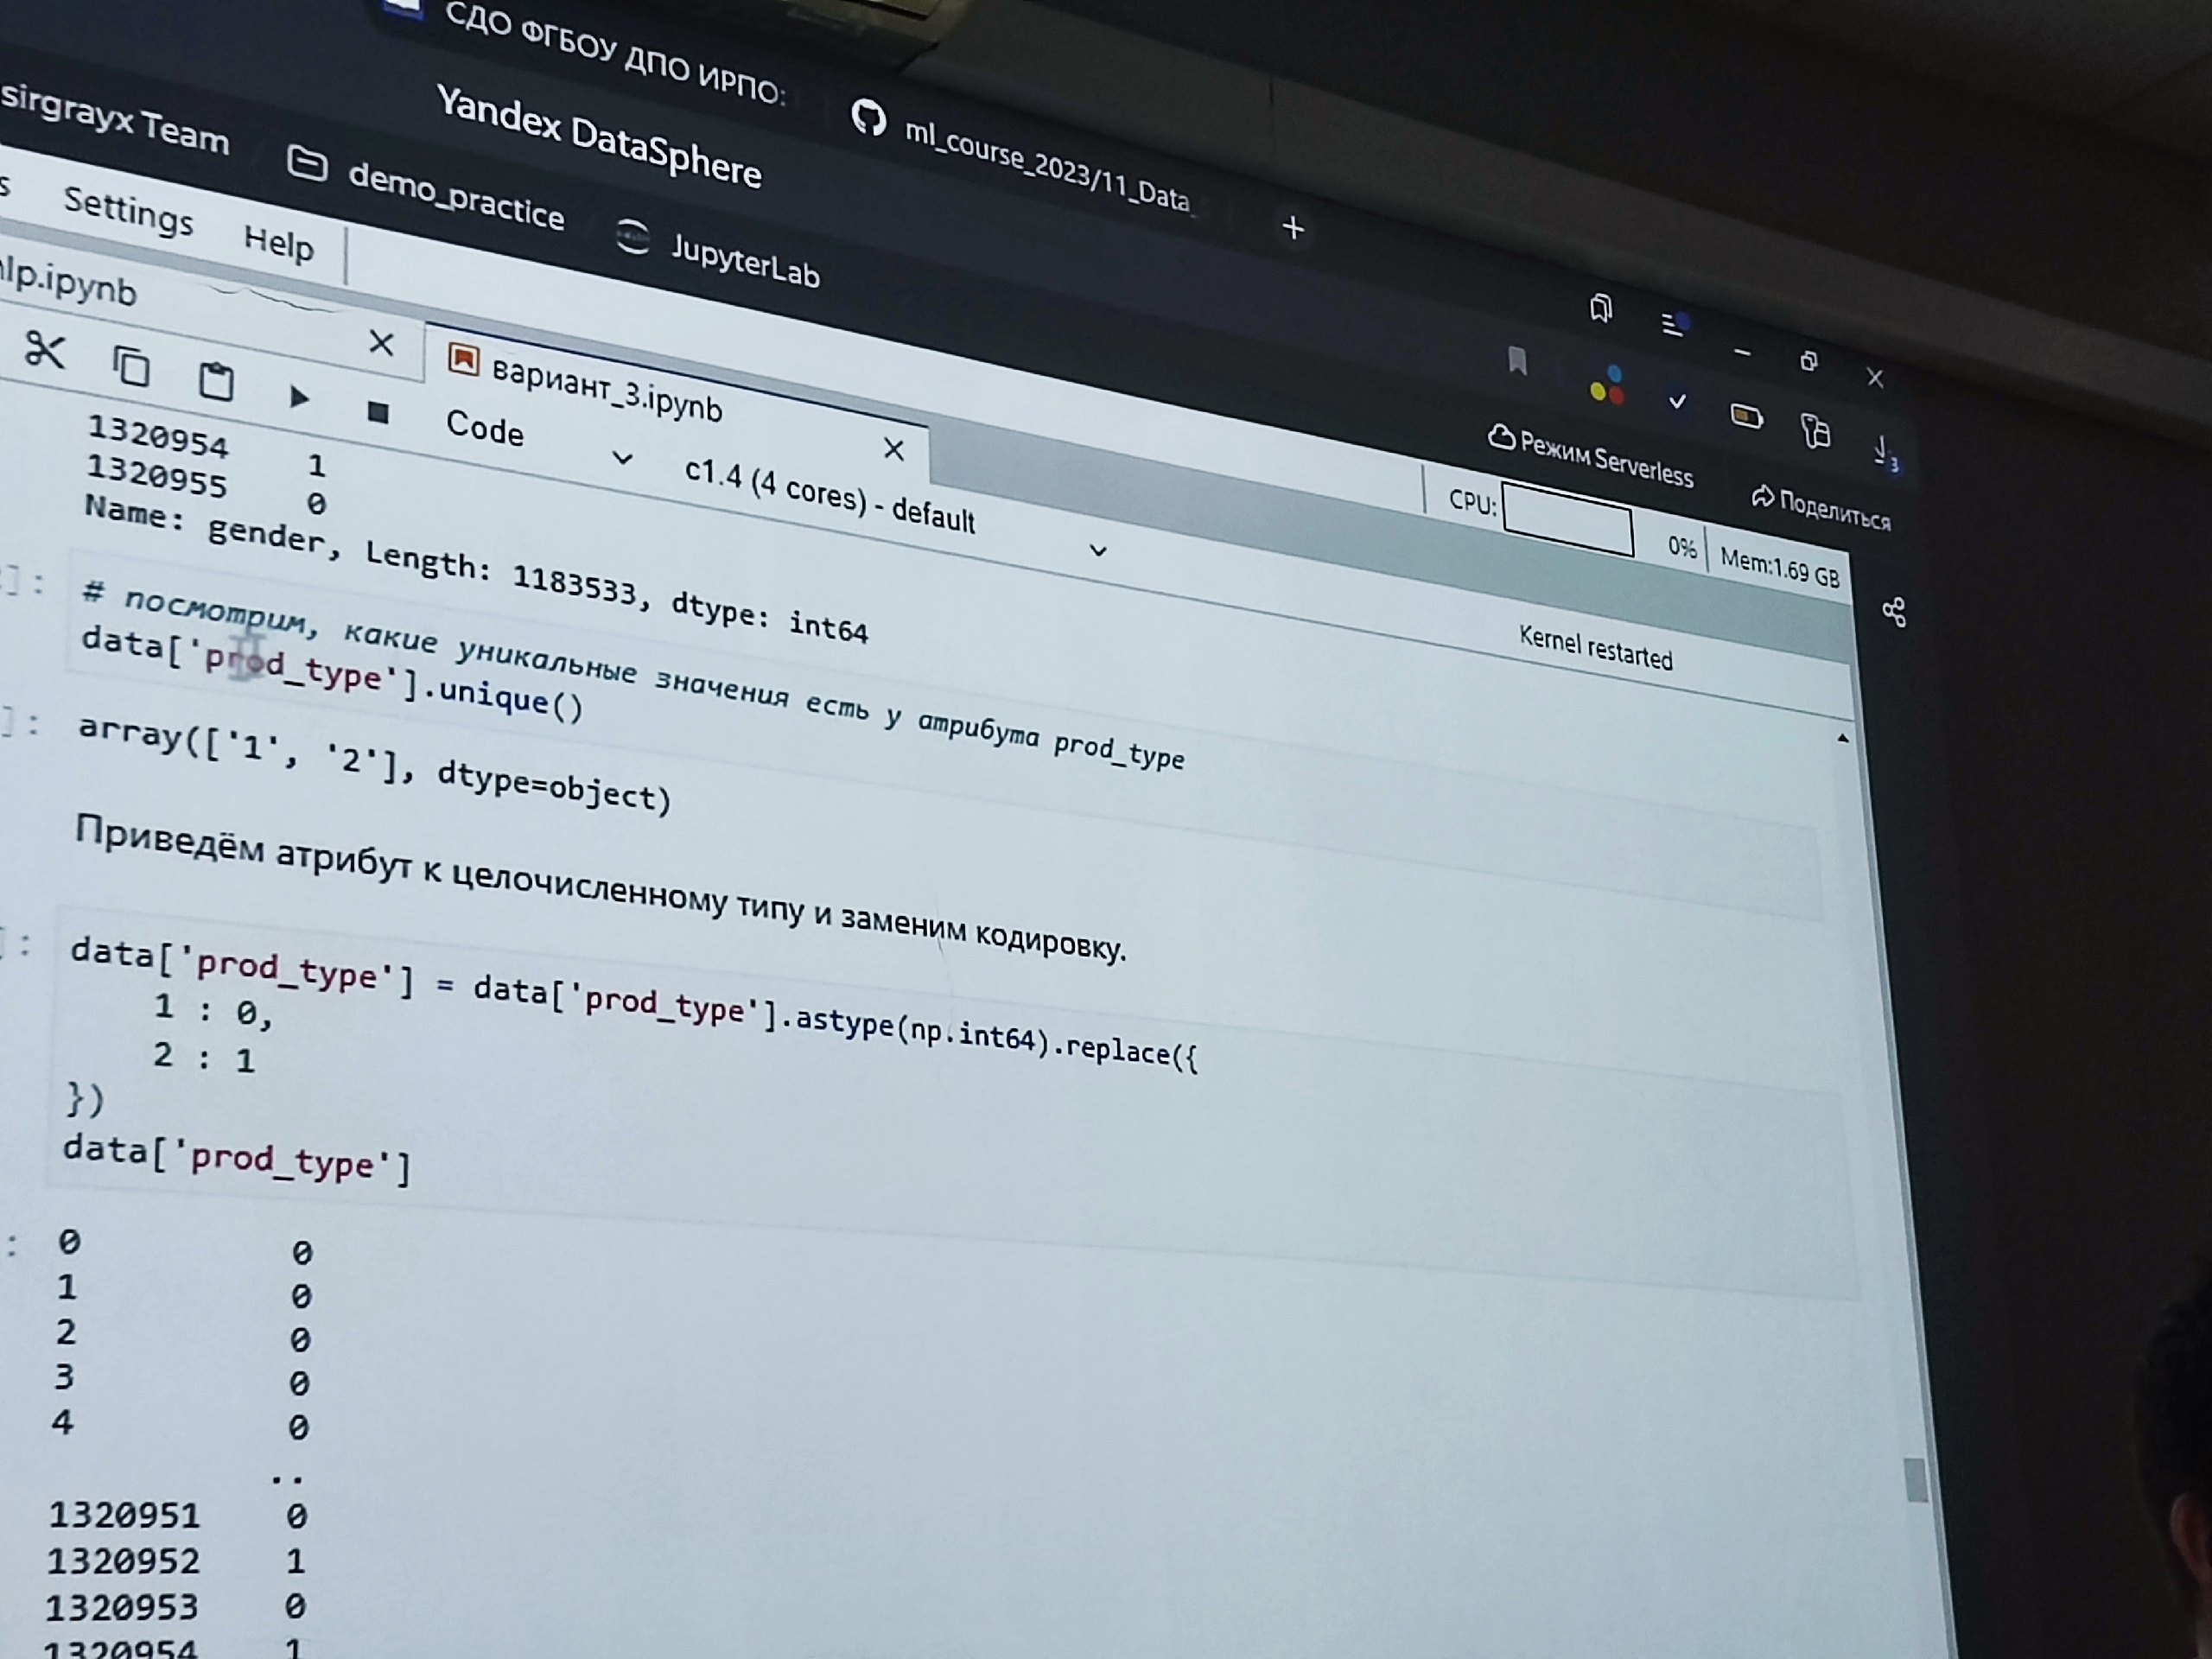 СДО ФГБОУ ДПО ИРПО:
ml_course_2023/11_Data_
+
Yandex DataSphere
sirgrayx Team
demo_practice
JupyterLab
Режим Serverless
Поделиться
Settings
Help
CPU:
0%
Mem:1.69 GB
lp.ipynb
вариант_3.ipynb
Code
c1.4 (4 cores) - default
Kernel restarted
1320954 1
1320955 0
Name: gender, Length: 1183533, dtype: int64
]:
# посмотрим, какие уникальные значения есть у атрибута prod_type
data['prod_type'].unique()
]:
array(['1', '2'], dtype=object)
Приведём атрибут к целочисленному типу и заменим кодировку.
]:
data['prod_type'] = data['prod_type'].astype(np.int64).replace({
1 : 0,
2 : 1
})
data['prod_type']
:
0 0
1 0
2 0
3 0
4 0
..
1320951 0
1320952 1
1320953 0
1320954 1